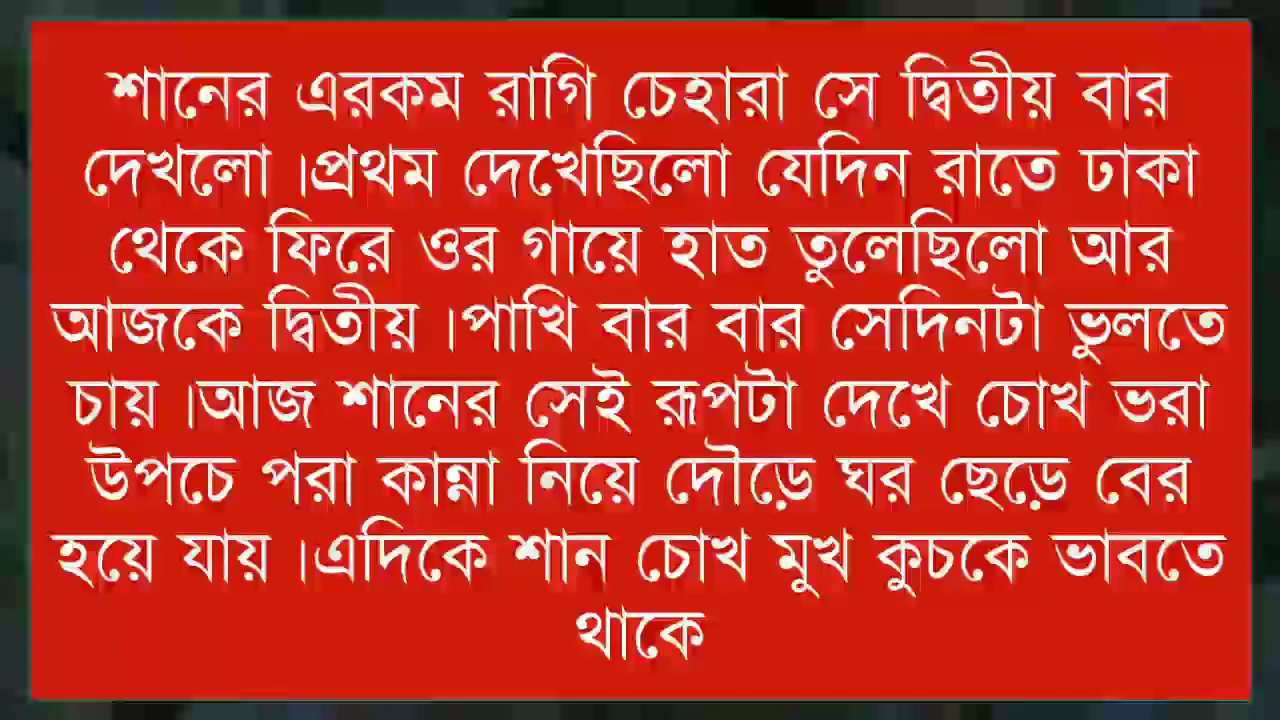 শানের এরকম রাগি চেহারা সে দ্বিতীয় বার
দেখলো ।প্রথম দেখেছিলো যেদিন রাতে ঢাকা
থেকে ফিরে ওর গায়ে হাত তুলেছিলো আর
আজকে দ্বিতীয় ।পাখি বার বার সেদিনটা ভুলতে
চায় ।আজ শানের সেই রূপটা দেখে চোখ ভরা
উপচে পরা কান্না নিয়ে দৌড়ে ঘর ছেড়ে বের
হয়ে যায় ।এদিকে শান চোখ মুখ কুচকে ভাবতে
থাকে